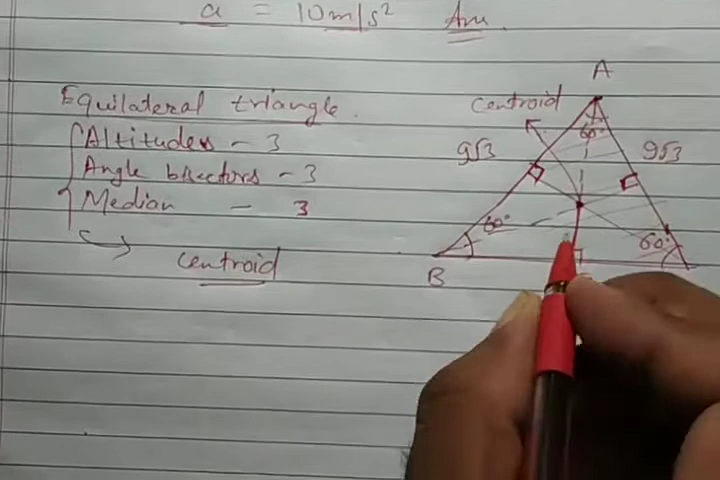 a = 10m/s² Ans.
Equilateral triangle.
Altitudes - 3
Angle bisectors - 3
Median - 3
centroid
A
centroid
60°
9√3
9√3
60°
60°
B